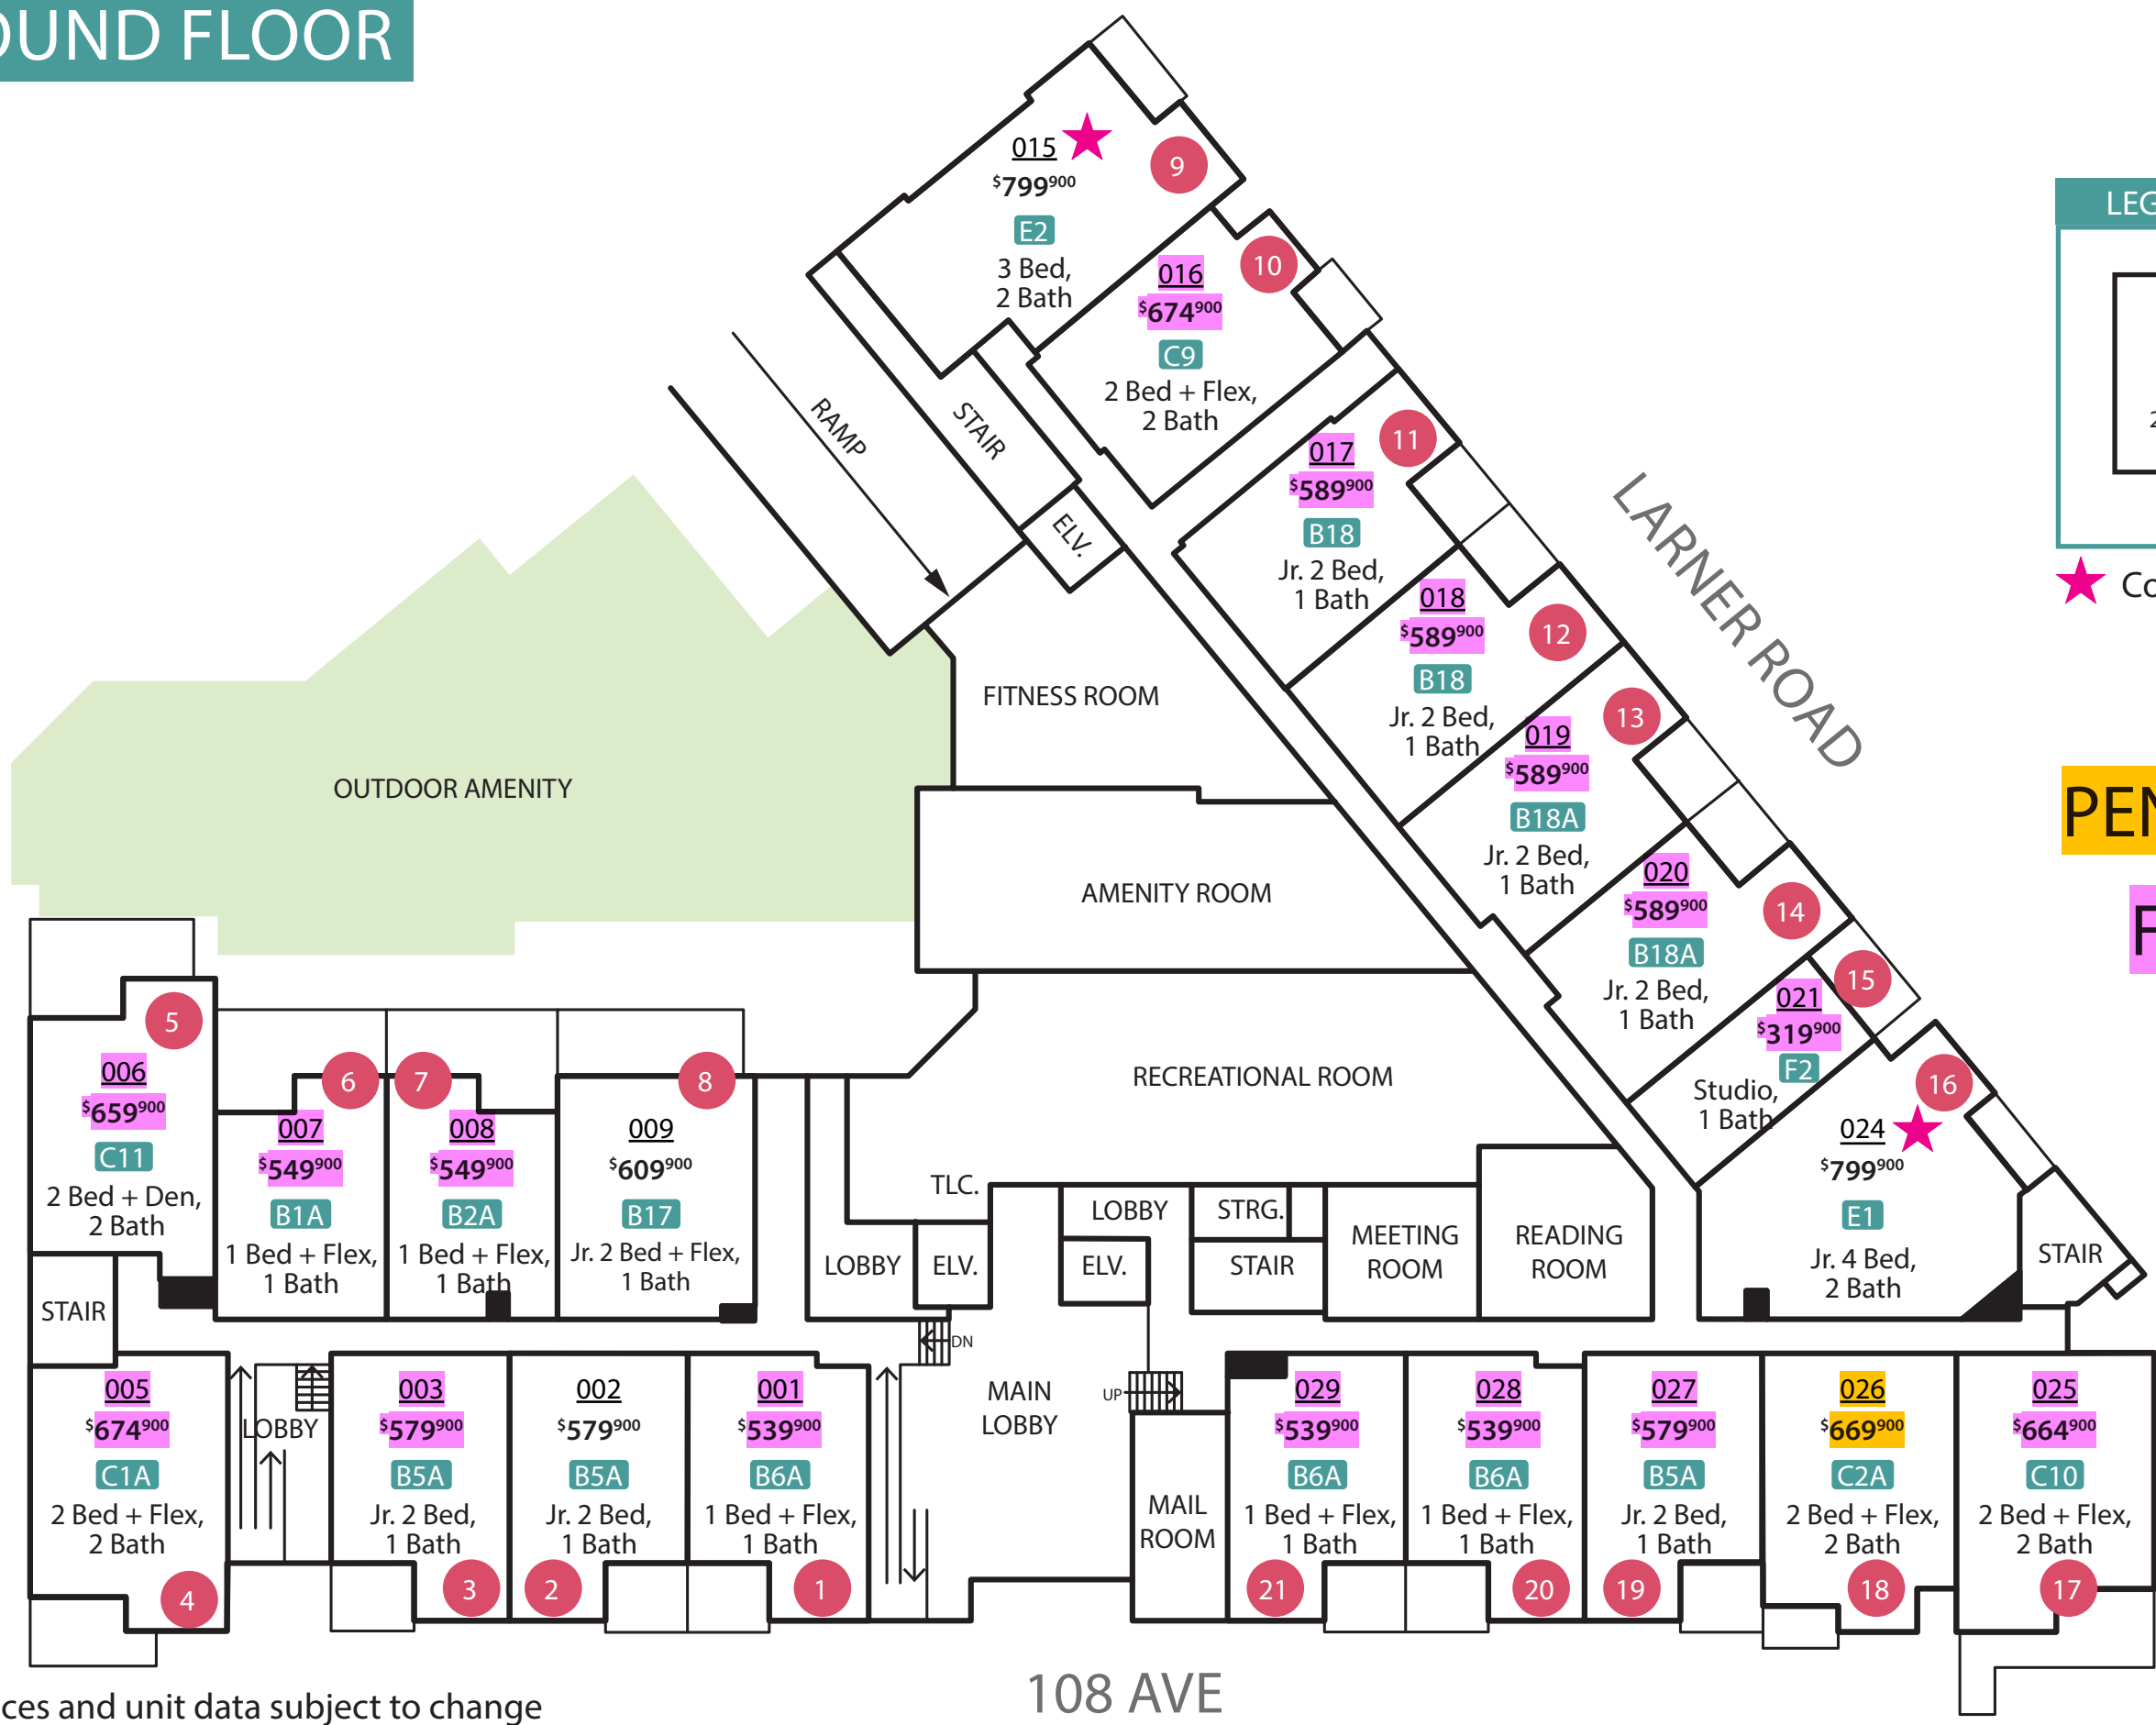 OUND FLOOR
015
$799900
9
E2
3 Bed,
2 Bath
016
$674900
10
C9
2 Bed + Flex,
2 Bath
017
$589900
11
B18
Jr. 2 Bed,
1 Bath
018
$589900
12
B18
Jr. 2 Bed,
1 Bath
019
$589900
13
B18A
Jr. 2 Bed,
1 Bath
020
$589900
14
B18A
Jr. 2 Bed,
1 Bath
021
$319900
15
F2
Studio,
1 Bath
024
$799900
16
E1
Jr. 4 Bed,
2 Bath
STAIR
RAMP
STAIR
ELV.
LARNER ROAD
LEG
2
Co
PEN
F
FITNESS ROOM
OUTDOOR AMENITY
AMENITY ROOM
RECREATIONAL ROOM
5
006
$659900
C11
2 Bed + Den,
2 Bath
6
007
$549900
B1A
1 Bed + Flex,
1 Bath
7
008
$549900
B2A
1 Bed + Flex,
1 Bath
8
009
$609900
B17
Jr. 2 Bed + Flex,
1 Bath
TLC.
LOBBY
ELV.
LOBBY
ELV.
STRG.
STAIR
MEETING
ROOM
READING
ROOM
STAIR
DN
UP
MAIN
LOBBY
MAIL
ROOM
LOBBY
005
$674900
C1A
2 Bed + Flex,
2 Bath
4
003
$579900
B5A
Jr. 2 Bed,
1 Bath
3
002
$579900
B5A
Jr. 2 Bed,
1 Bath
2
001
$539900
B6A
1 Bed + Flex,
1 Bath
1
029
$539900
B6A
1 Bed + Flex,
1 Bath
21
028
$539900
B6A
1 Bed + Flex,
1 Bath
20
027
$579900
B5A
Jr. 2 Bed,
1 Bath
19
026
$669900
C2A
2 Bed + Flex,
2 Bath
18
025
$664900
C10
2 Bed + Flex,
2 Bath
17
108 AVE
ces and unit data subject to change